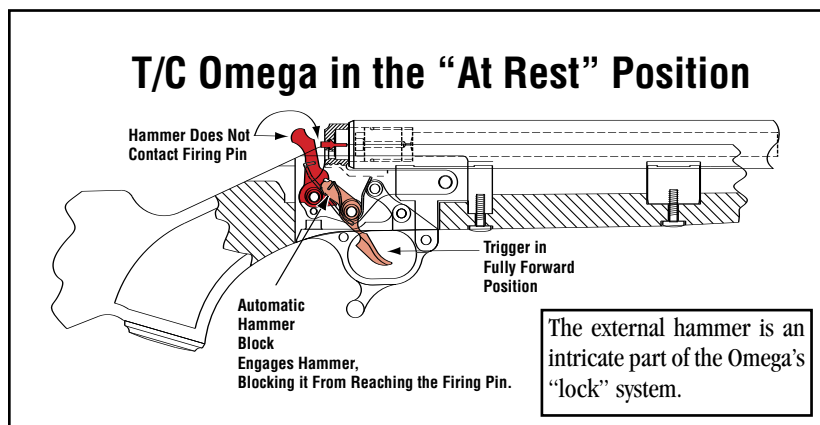 T/C Omega in the “At Rest” Position
Hammer Does Not
Contact Firing Pin
Trigger in
Fully Forward
Position
Automatic
Hammer
Block
Engages Hammer,
Blocking it From Reaching the Firing Pin.
The external hammer is an
intricate part of the Omega’s
“lock” system.